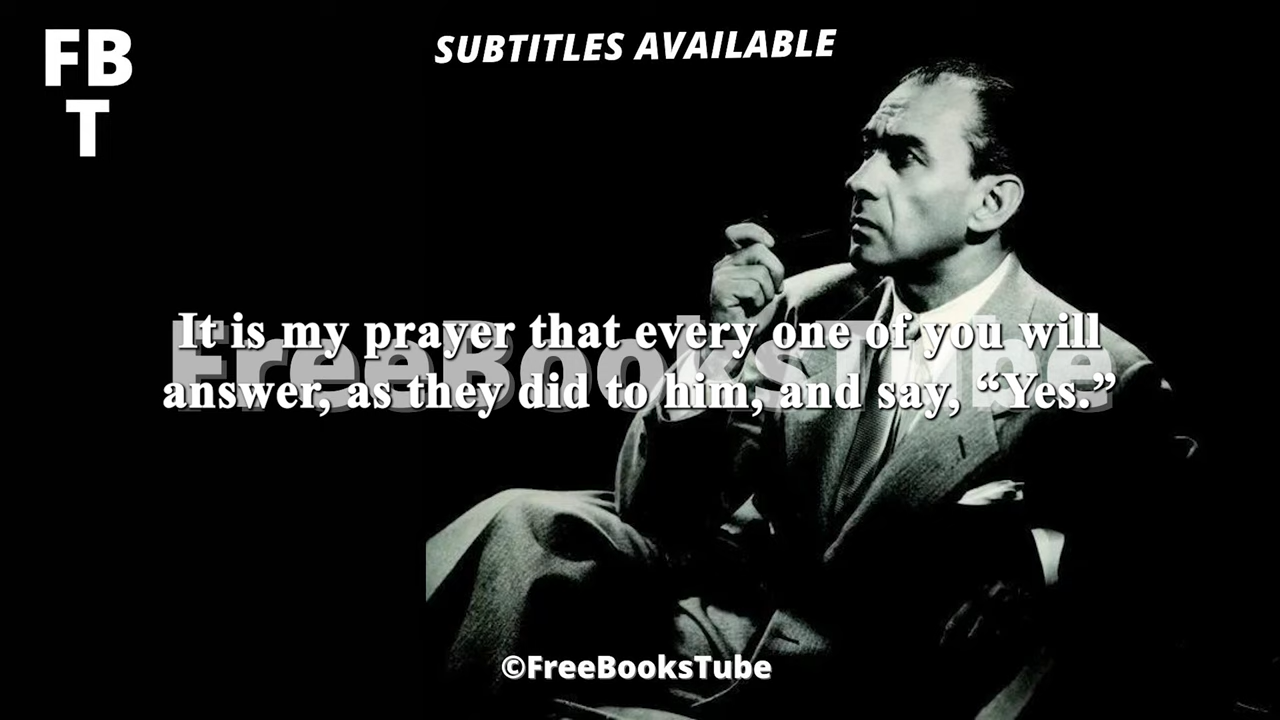 FB
T
SUBTITLES AVAILABLE
FreeBooksTube
It is my prayer that every one of you will
answer, as they did to him, and say, “Yes.”
©FreeBooksTube